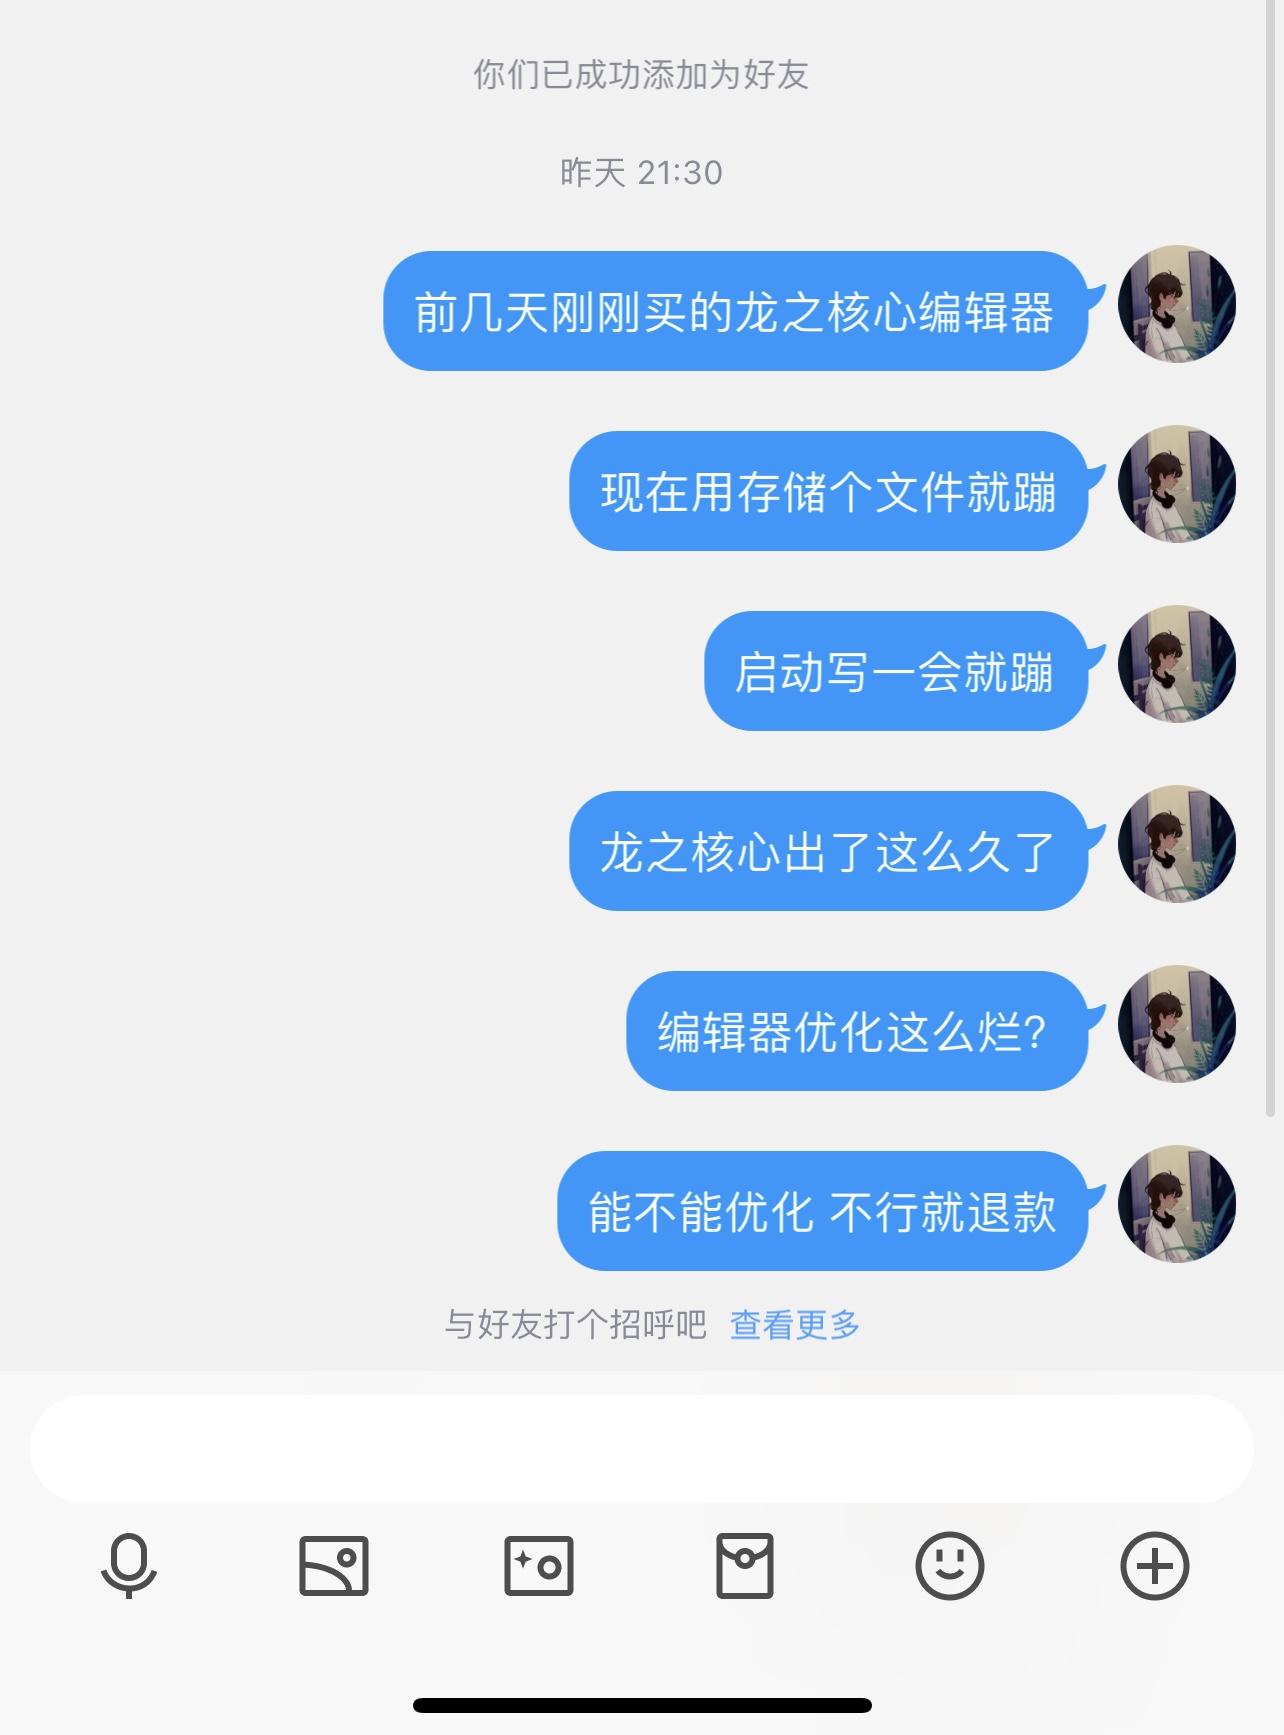 你们已成功添加为好友
昨天 21:30
前几天刚刚买的龙之核心编辑器
现在用存储个文件就蹦
启动写一会就蹦
龙之核心出了这么久了
编辑器优化这么烂?
能不能优化 不行就退款
与好友打个招呼吧 查看更多